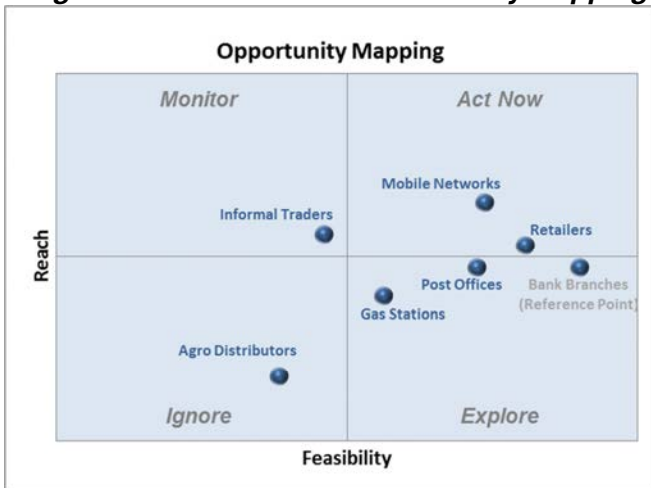 Opportunity Mapping
Monitor
Act Now
Mobile Networks
Informal Traders
Retailers
Reach
Post Offices
Bank Branches
(Reference Point)
Gas Stations
Agro Distributors
Ignore
Explore
Feasibility